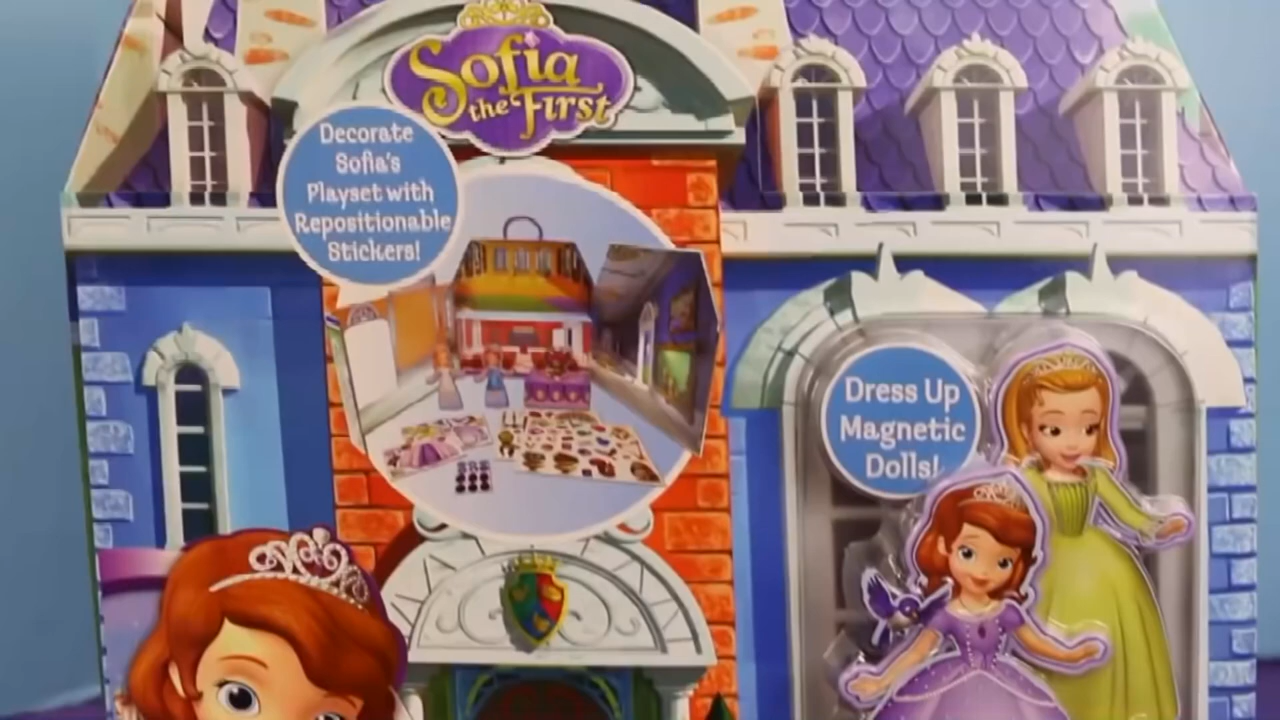 Sofia
the First
Decorate
Sofia's
Playset with
Repositionable
Stickers!
Dress Up
Magnetic
Dolls!